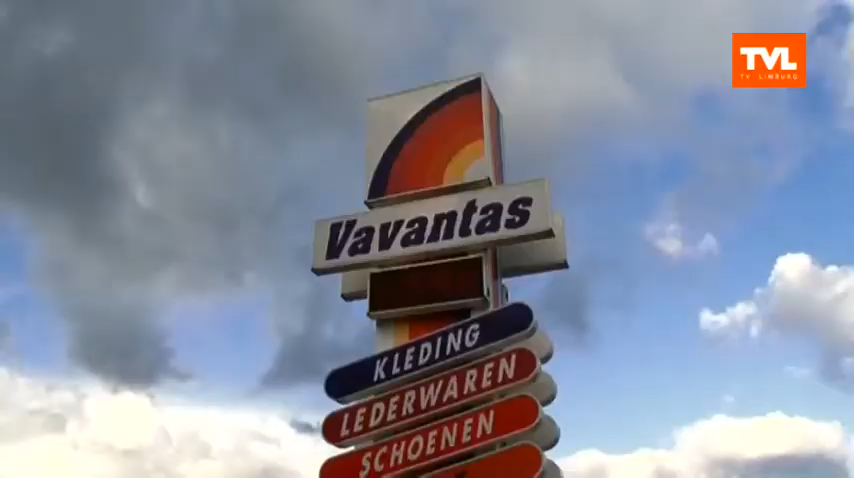 TVL
TV LIMBURG
Vavantas
KLEDING
LEDERWAREN
SCHOENEN